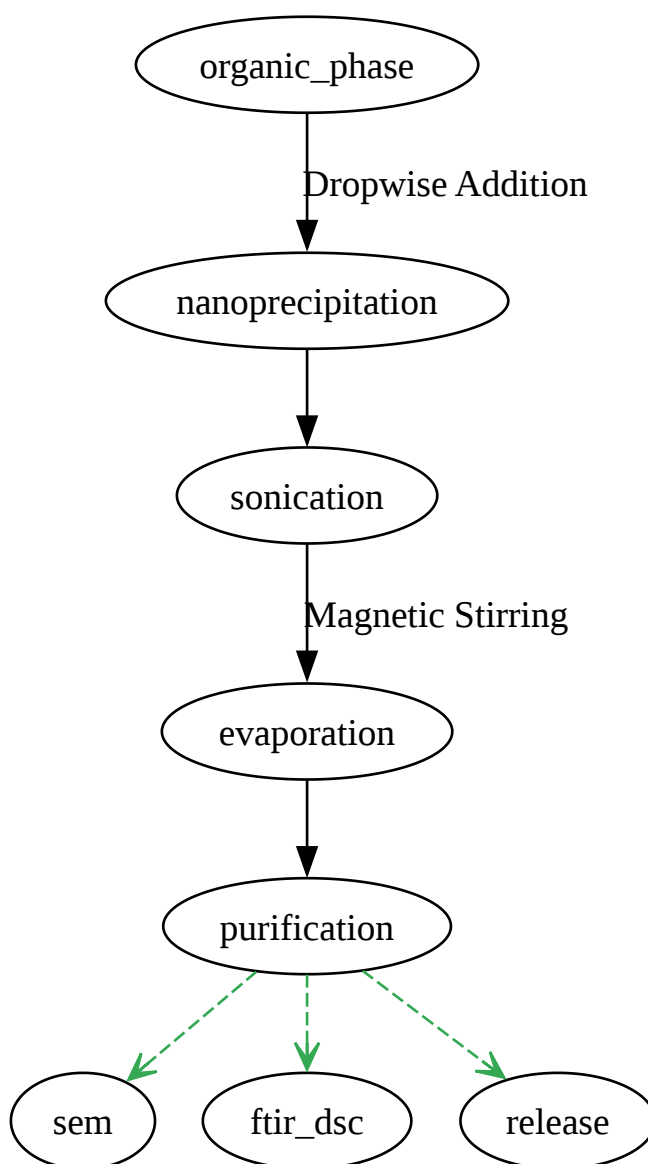 organic_phase
Dropwise Addition
nanoprecipitation
sonication
Magnetic Stirring
evaporation
purification
sem
ftir_dsc
release